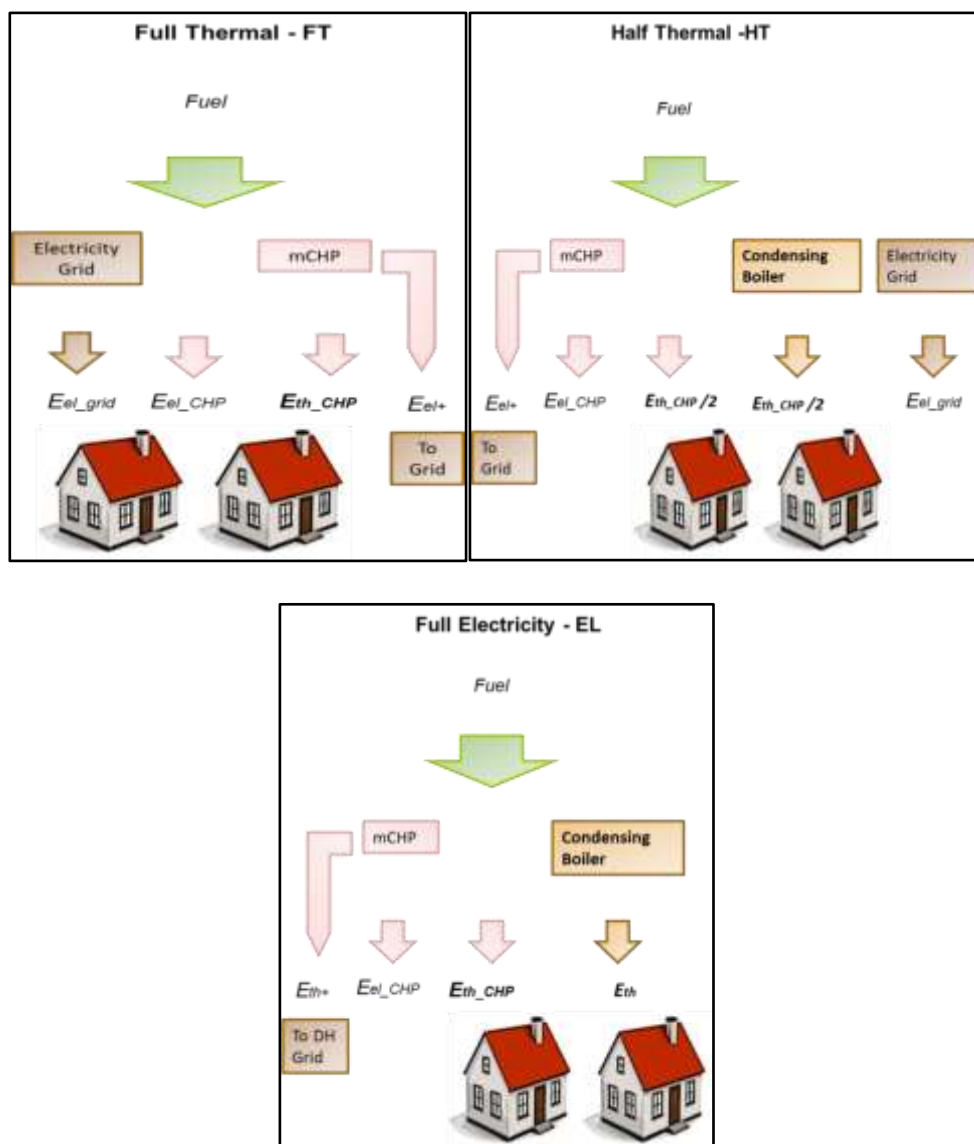 Full Thermal - FT
Fuel
Electricity
Grid
mCHP
Eel_grid
Eel_CHP
Eth_CHP
Eel+
To
Grid
Half Thermal -HT
Fuel
mCHP
Condensing
Boiler
Electricity
Grid
Eel+
Eel_CHP
Eth_CHP/2
Eth_CHP/2
Eel_grid
To
Grid
Full Electricity - EL
Fuel
mCHP
Condensing
Boiler
Eth+
Eel_CHP
Eth_CHP
Eth
To DH
Grid